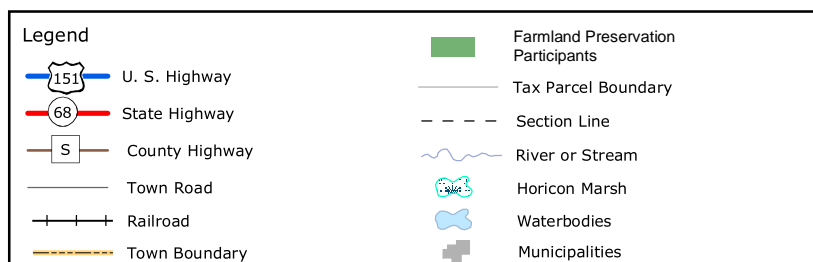 Legend
151
U. S. Highway
68
State Highway
S
County Highway
Town Road
Railroad
Town Boundary
Farmland Preservation
Participants
Tax Parcel Boundary
Section Line
River or Stream
Horicon Marsh
Waterbodies
Municipalities